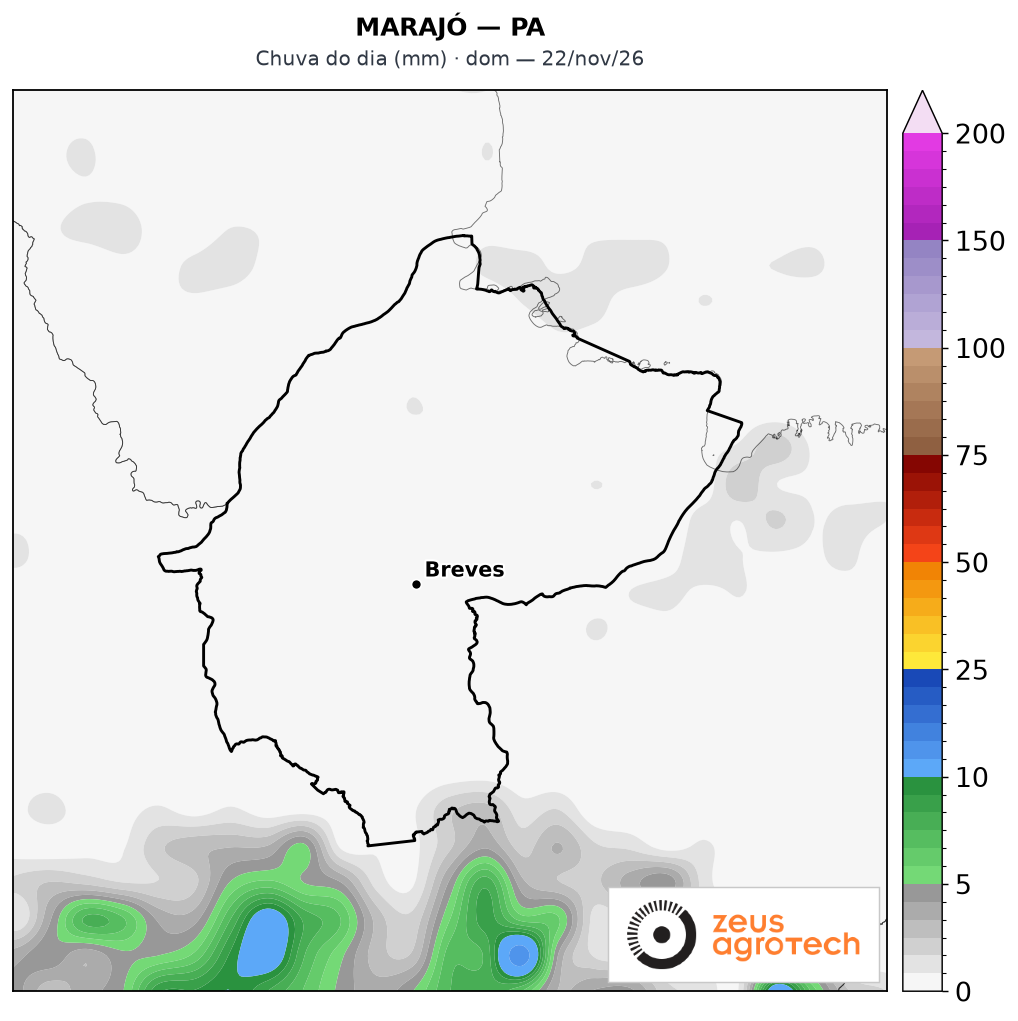 MARAJÓ — PA
Chuva do dia (mm) · dom — 22/nov/26
200
150
100
75
50
25
10
5
0
Breves
zeus
agrotech